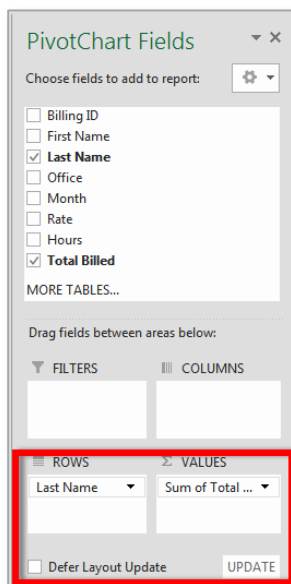 PivotChart Fields
Choose fields to add to report:
Billing ID
First Name
Last Name
Office
Month
Rate
Hours
Total Billed
MORE TABLES...
Drag fields between areas below:
FILTERS
COLUMNS
ROWS
Σ VALUES
Last Name
Sum of Total ...
Defer Layout Update
UPDATE